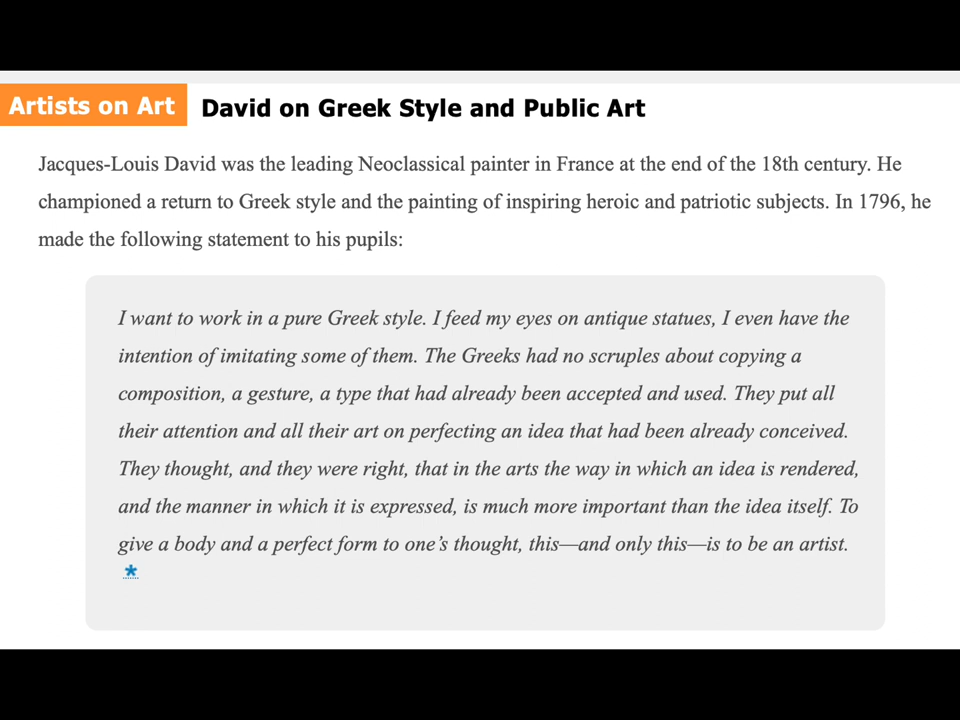 Artists on Art David on Greek Style and Public Art
Jacques-Louis David was the leading Neoclassical painter in France at the end of the 18th century. He
championed a return to Greek style and the painting of inspiring heroic and patriotic subjects. In 1796, he
made the following statement to his pupils:
I want to work in a pure Greek style. I feed my eyes on antique statues, I even have the
intention of imitating some of them. The Greeks had no scruples about copying a
composition, a gesture, a type that had already been accepted and used. They put all
their attention and all their art on perfecting an idea that had been already conceived.
They thought, and they were right, that in the arts the way in which an idea is rendered,
and the manner in which it is expressed, is much more important than the idea itself. To
give a body and a perfect form to one’s thought, this—and only this—is to be an artist.
*